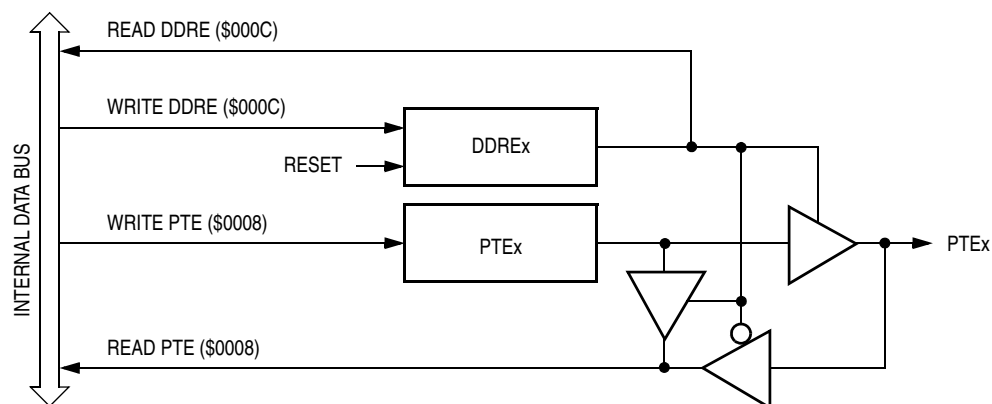 READ DDRE ($000C)
WRITE DDRE ($000C)
DDREx
RESET
WRITE PTE ($0008)
PTEx
PTEx
READ PTE ($0008)
INTERNAL DATA BUS